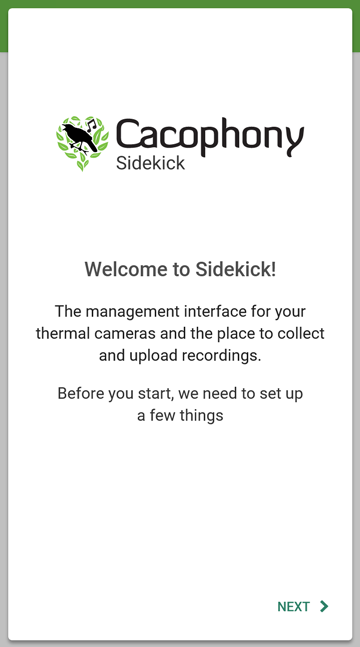 Cacophony
Sidekick
Welcome to Sidekick!
The management interface for your
thermal cameras and the place to collect
and upload recordings.
Before you start, we need to set up
a few things
NEXT